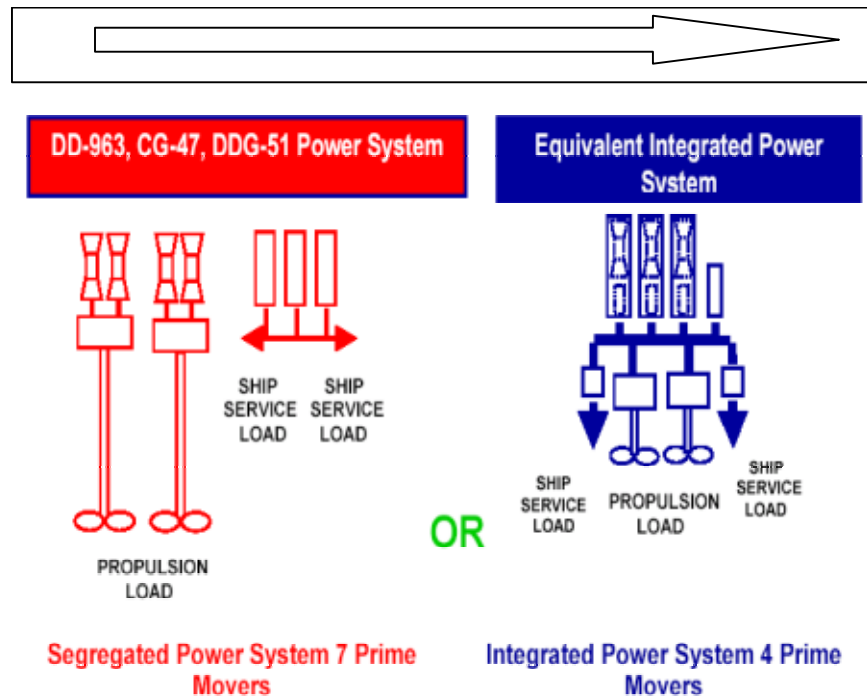 DD-963, CG-47, DDG-51 Power System
Equivalent Integrated Power
System
SHIP
SERVICE
LOAD
SHIP
SERVICE
LOAD
PROPULSION
LOAD
OR
SHIP
SERVICE
LOAD
PROPULSION
LOAD
SHIP
SERVICE
LOAD
Segregated Power System 7 Prime
Movers
Integrated Power System 4 Prime
Movers